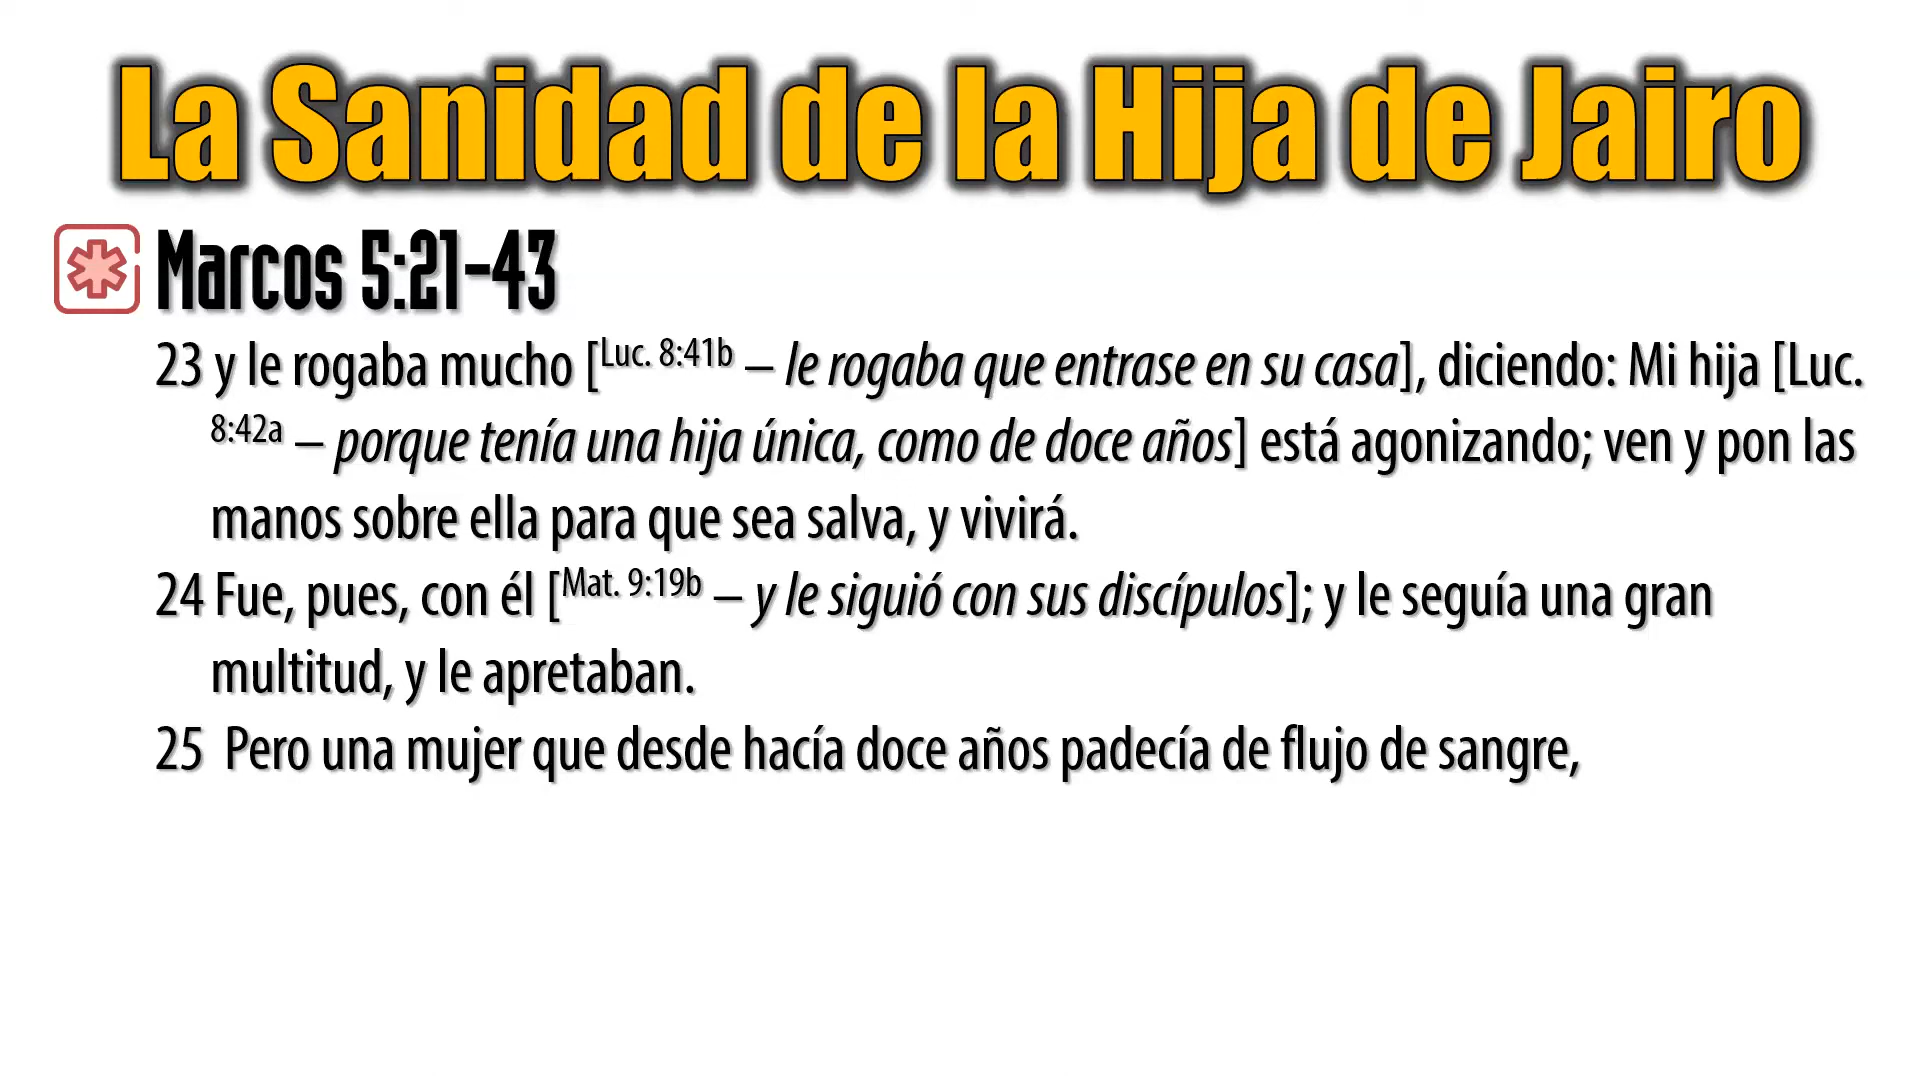 La Sanidad de la Hija de Jairo
Marcos 5:21-43
23 y le rogaba mucho [Luc. 8:41b – le rogaba que entrase en su casa], diciendo: Mi hija [Luc.
8:42a – porque tenía una hija única, como de doce años] está agonizando; ven y pon las
manos sobre ella para que sea salva, y vivirá.
24 Fue, pues, con él [Mat. 9:19b – y le siguió con sus discípulos]; y le seguía una gran
multitud, y le apretaban.
25 Pero una mujer que desde hacía doce años padecía de flujo de sangre,